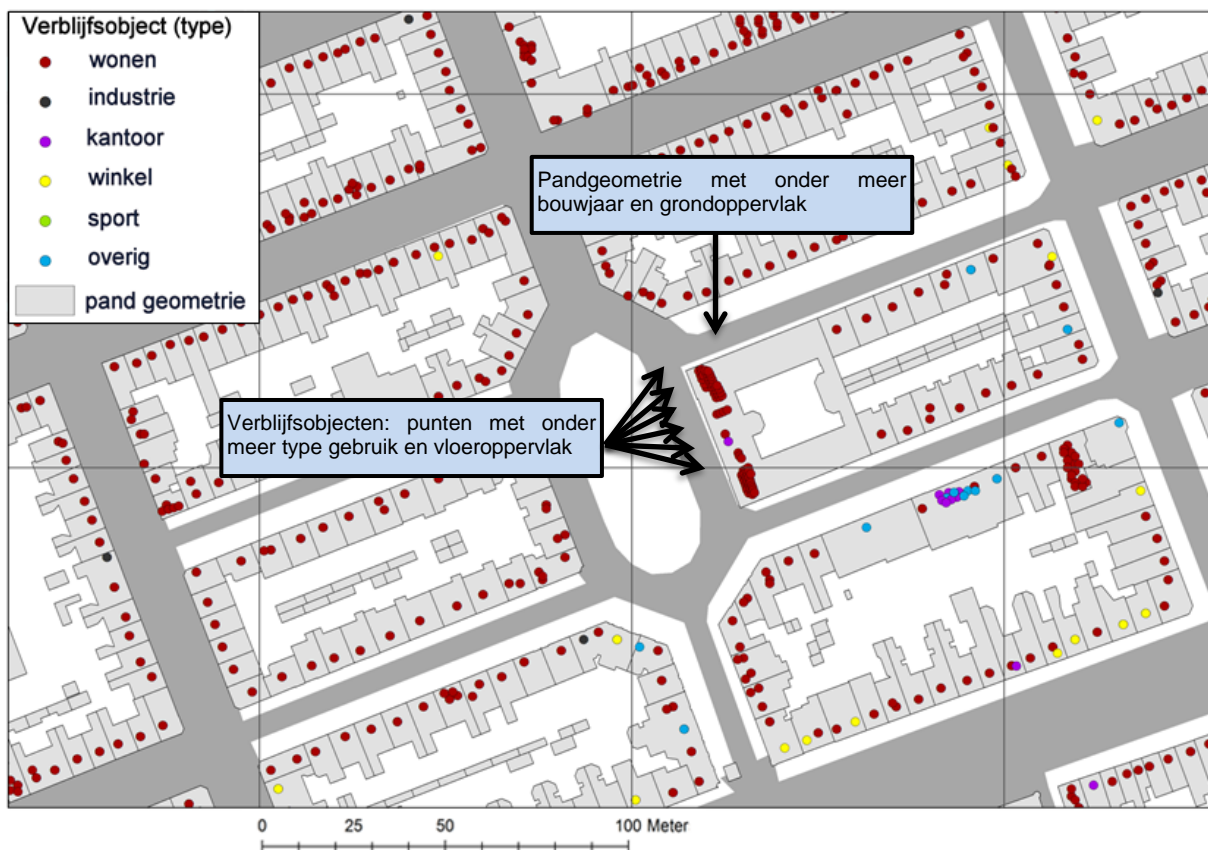 Verblijfsobject (type)
wonen
industrie
kantoor
winkel
sport
overig
pand geometrie
Pandgeometrie met onder meer
bouwjaar en grondoppervlak
Verblijfsobjecten: punten met onder
meer type gebruik en vloeroppervlak
0 25 50 100 Meter